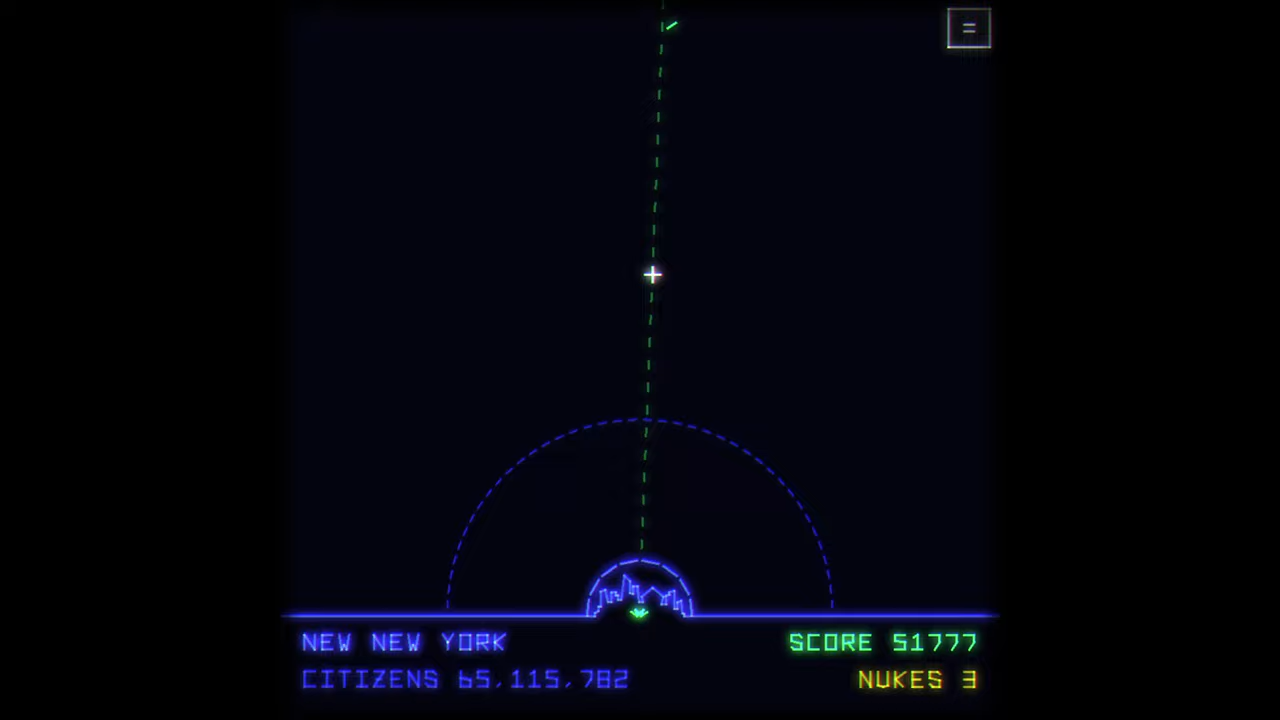 NEW NEW YORK
SCORE 51777
CITIZENS 65,115,782
NUKES 3